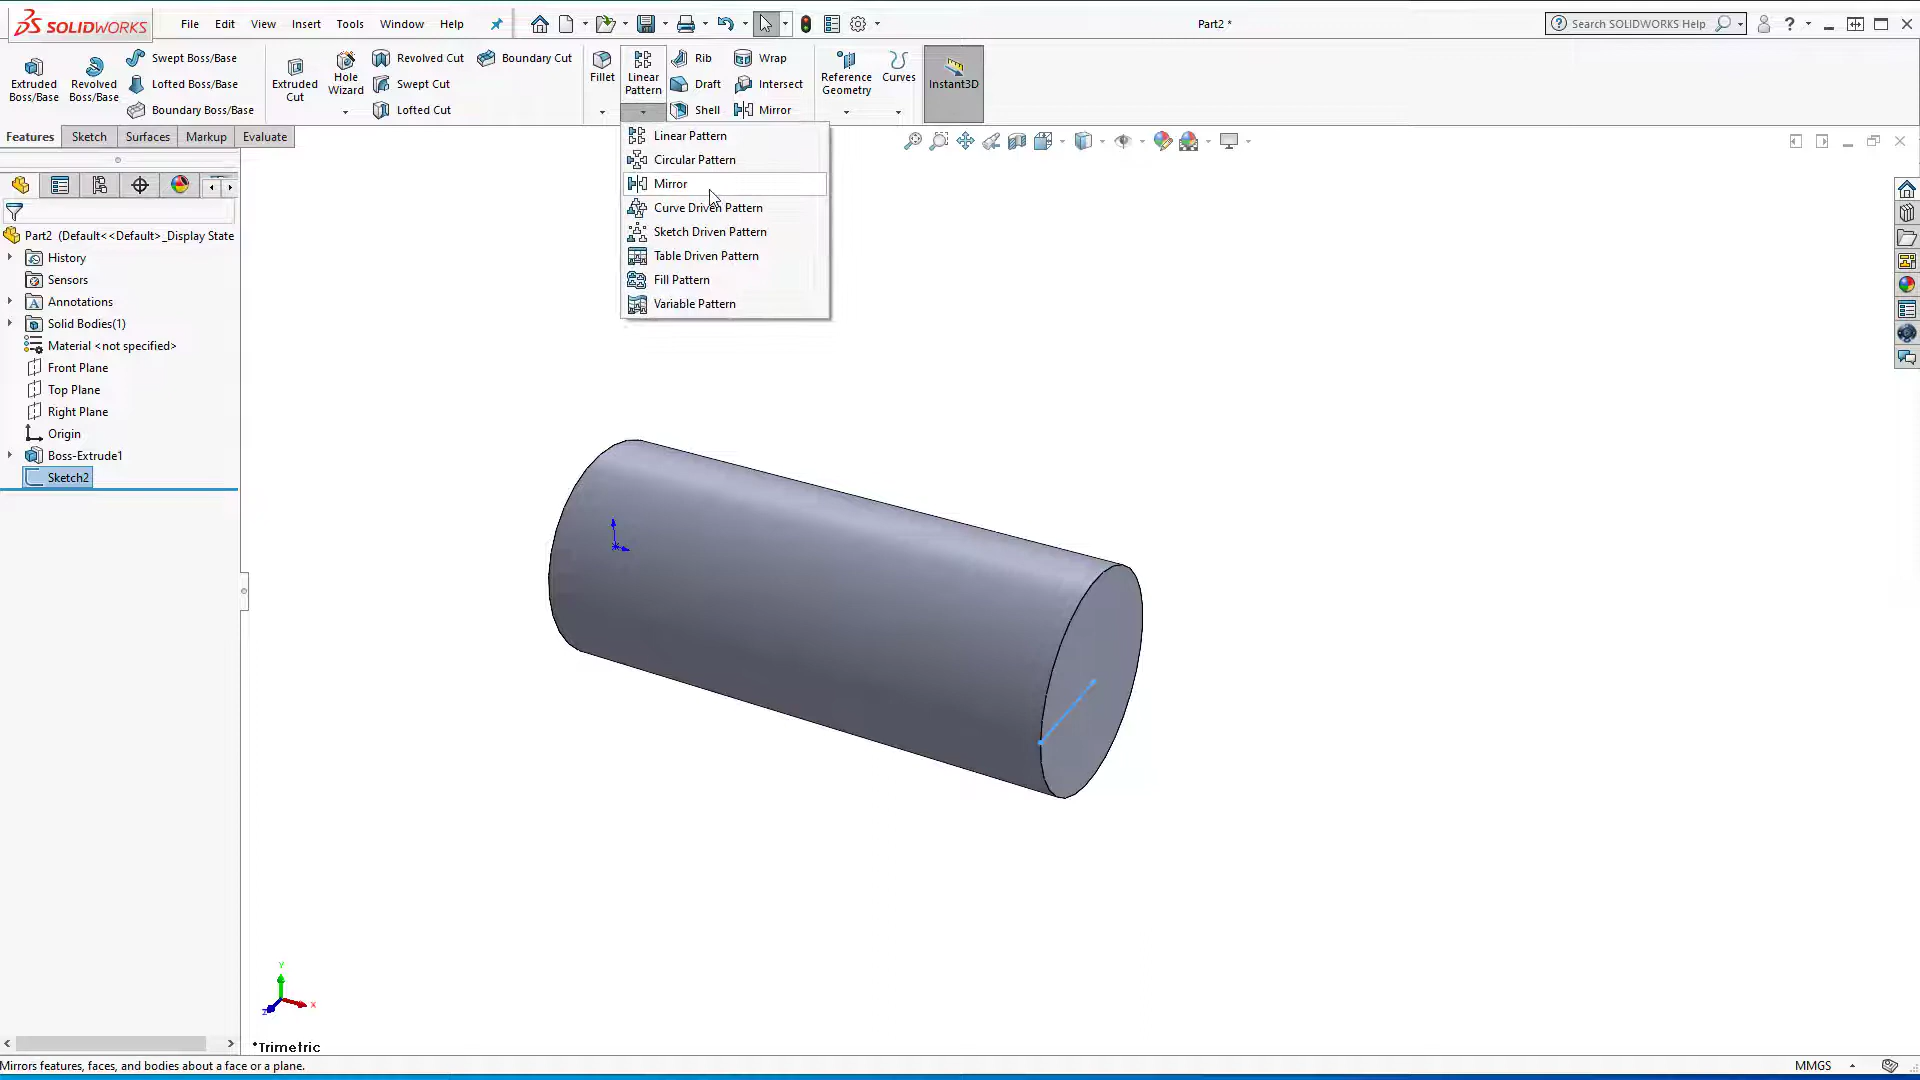 SOLIDWORKS File Edit View Insert Tools Window Help Part2 * Search SOLIDWORKS Help ?
Extruded Boss/Base
Revolved Boss/Base
Swept Boss/Base
Lofted Boss/Base
Boundary Boss/Base
Extruded Cut
Hole Wizard
Revolved Cut
Swept Cut
Lofted Cut
Boundary Cut
Fillet
Linear Pattern
Rib
Draft
Shell
Wrap
Intersect
Mirror
Reference Geometry
Curves
Instant3D
Features Sketch Surfaces Markup Evaluate
Linear Pattern
Circular Pattern
Mirror
Curve Driven Pattern
Sketch Driven Pattern
Table Driven Pattern
Fill Pattern
Variable Pattern
Part2 (Default<<Default>_Display State
History
Sensors
Annotations
Solid Bodies(1)
Material <not specified>
Front Plane
Top Plane
Right Plane
Origin
Boss-Extrude1
Sketch2
Y
X
Z
*Trimetric
Mirrors features, faces, and bodies about a face or a plane. MMGS